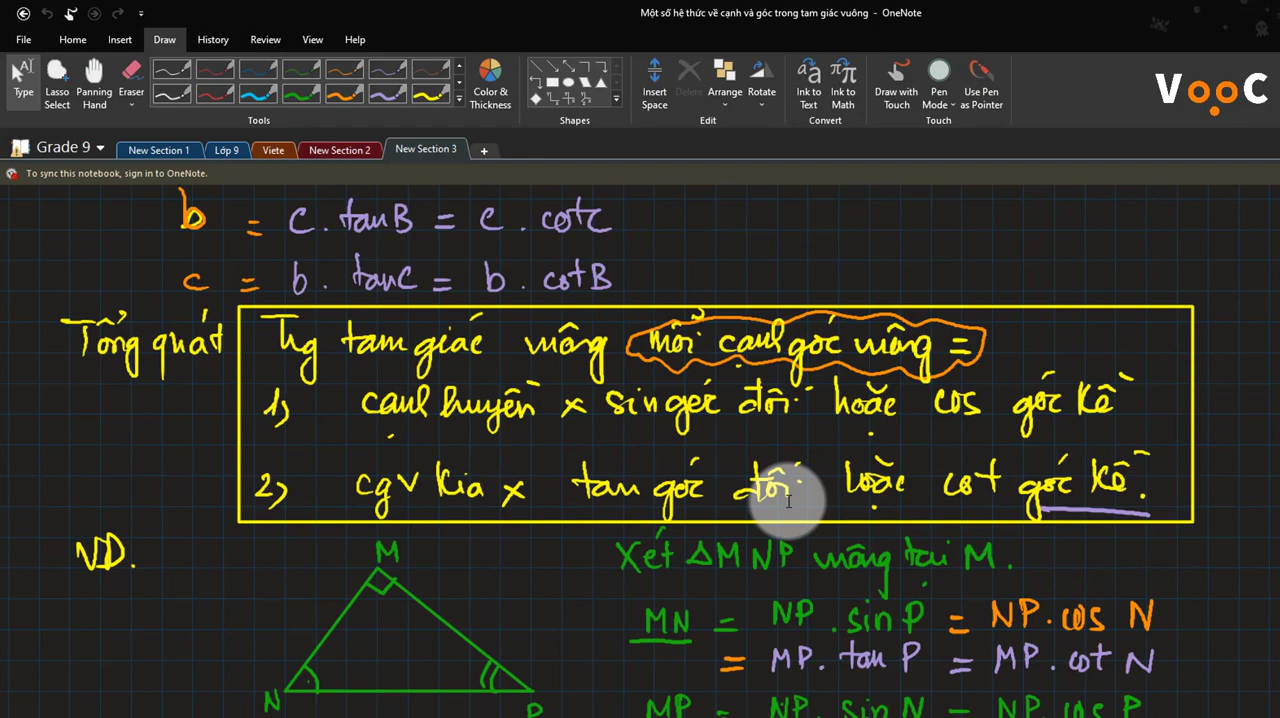 Một số hệ thức về cạnh và góc trong tam giác vuông - OneNote
File Home Insert Draw History Review View Help
Type Lasso Select Panning Hand Eraser Color & Thickness Insert Space Delete Arrange Rotate Ink to Text Ink to Math Draw with Touch Pen Mode Use as Pointer
Tools Shapes Edit Convert Touch
VooC
Grade 9 New Section 1 Lớp 9 Viete New Section 2 New Section 3
To sync this notebook, sign in to OneNote.
b = c . tanB = c . cotC
c = b . tanC = b . cotB
Tổng quát Trg tam giác vuông mỗi cạnh góc vuông =
1) cạnh huyền x sin góc đối hoặc cos góc kề
2) cgv kia x tan góc đối hoặc cot góc kề.
VD. M Xét ΔMNP vuông tại M.
MN = NP . sin P = NP . cos N
= MP . tan P = MP . cot N
N P MP = NP . sin N = NP . cos P